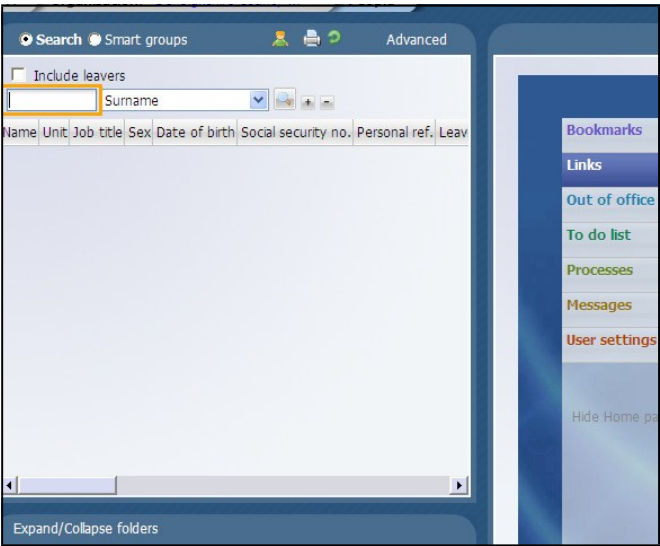 Search Smart groups Advanced
Include leavers
Surname
Name Unit Job title Sex Date of birth Social security no. Personal ref. Leav
Bookmarks
Links
Out of office
To do list
Processes
Messages
User settings
Hide Home pa
Expand/Collapse folders